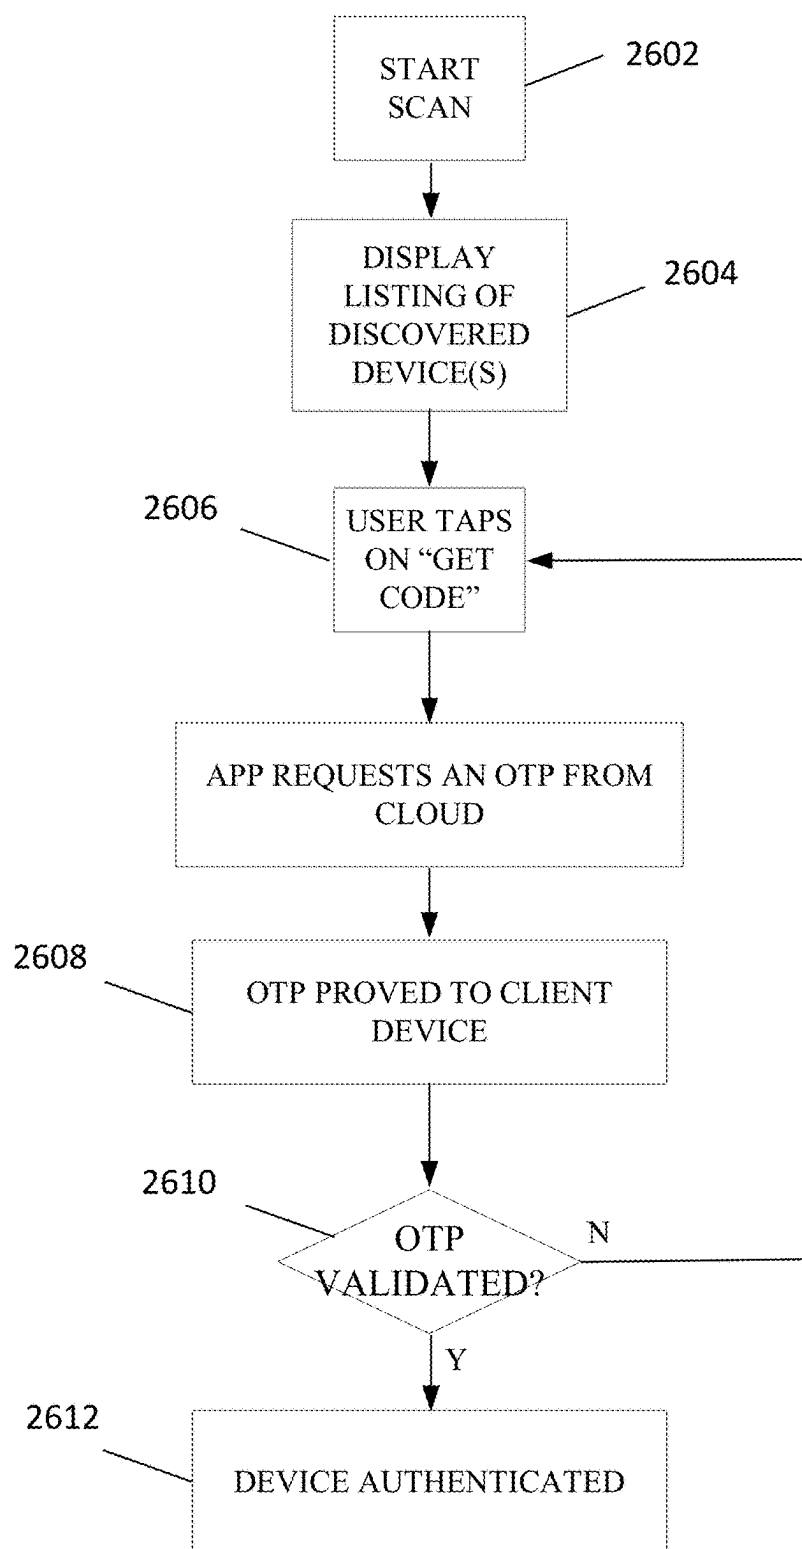 START
SCAN
2602
DISPLAY
LISTING OF
DISCOVERED
DEVICE(S)
2604
2606
USER TAPS
ON “GET
CODE”
APP REQUESTS AN OTP FROM
CLOUD
2608
OTP PROVED TO CLIENT
DEVICE
2610
OTP
VALIDATED?
N
Y
2612
DEVICE AUTHENTICATED